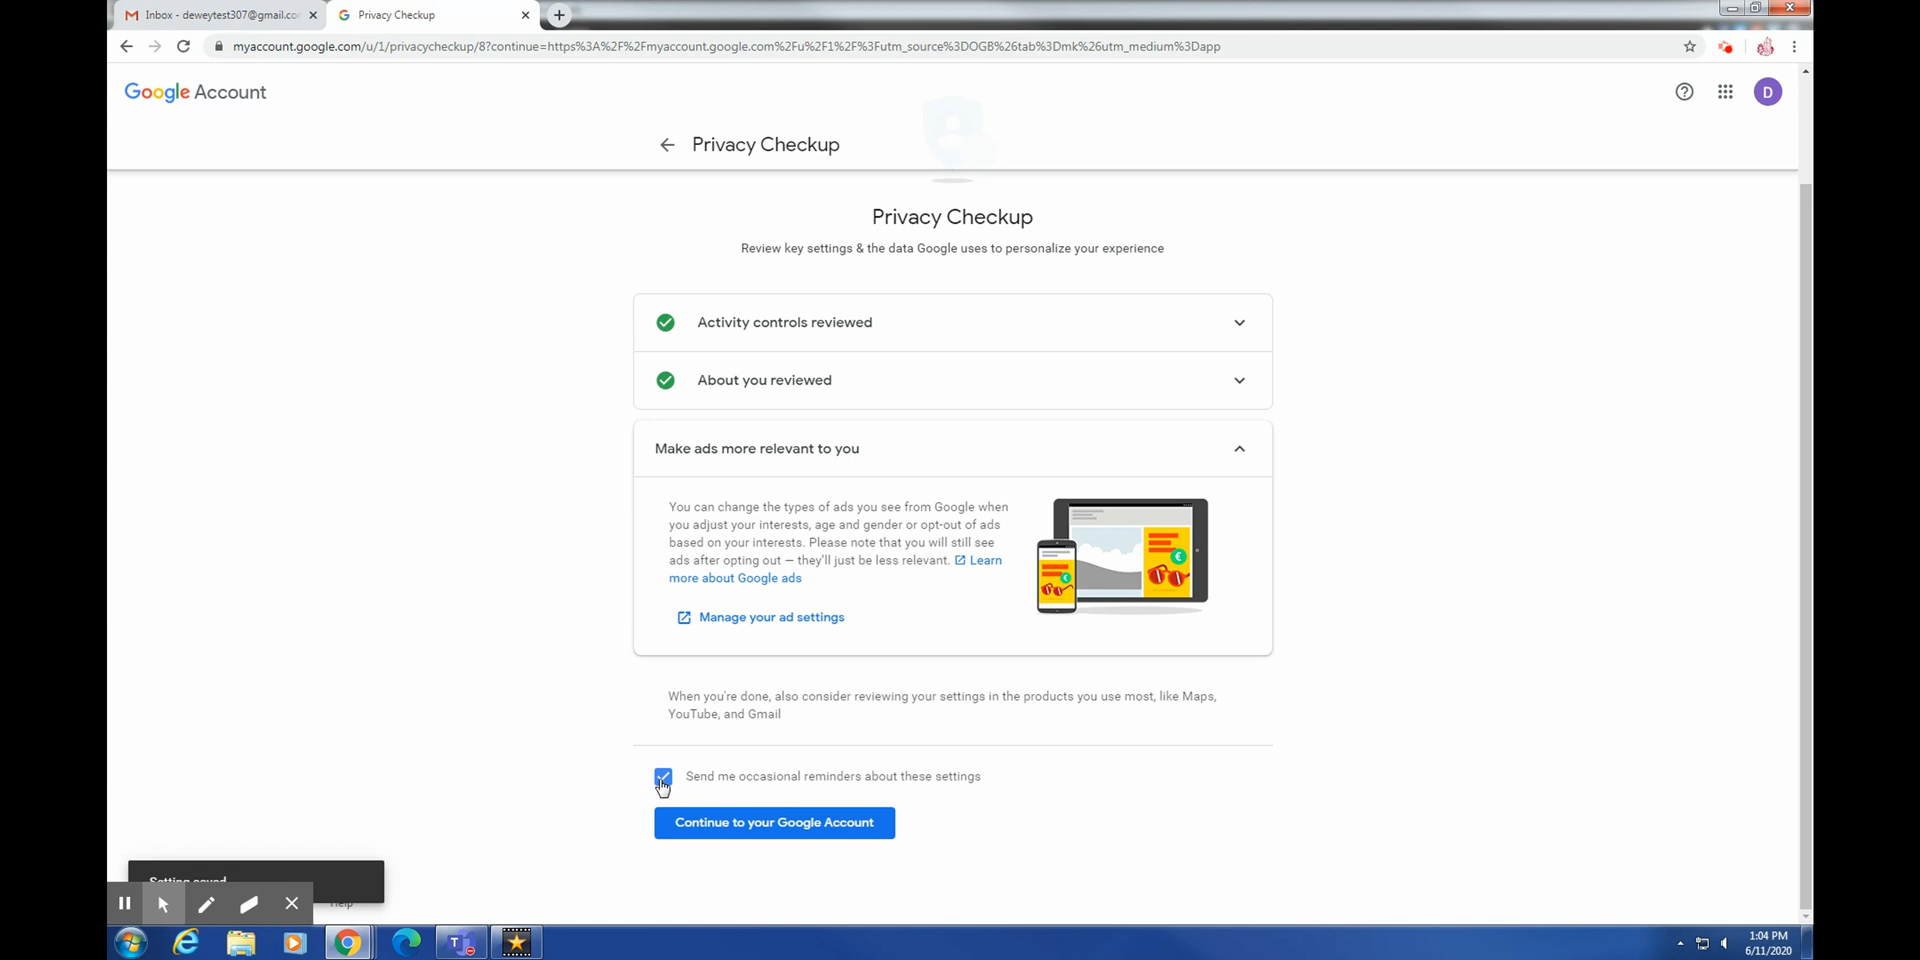 Inbox - deweytest307@gmail.co
Privacy Checkup
myaccount.google.com/u/1/privacycheckup/8?continue=https%3A%2F%2Fmyaccount.google.com%2Fu%2F1%2F%3Futm_source%3DOGB%26tab%3Dmk%26utm_medium%3Dapp
Google Account
D
Privacy Checkup
Privacy Checkup
Review key settings & the data Google uses to personalize your experience
Activity controls reviewed
About you reviewed
Make ads more relevant to you
You can change the types of ads you see from Google when
you adjust your interests, age and gender or opt-out of ads
based on your interests. Please note that you will still see
ads after opting out — they'll just be less relevant. Learn
more about Google ads
Manage your ad settings
When you're done, also consider reviewing your settings in the products you use most, like Maps,
YouTube, and Gmail
Send me occasional reminders about these settings
Continue to your Google Account
Setting saved
Help
1:04 PM
6/11/2020